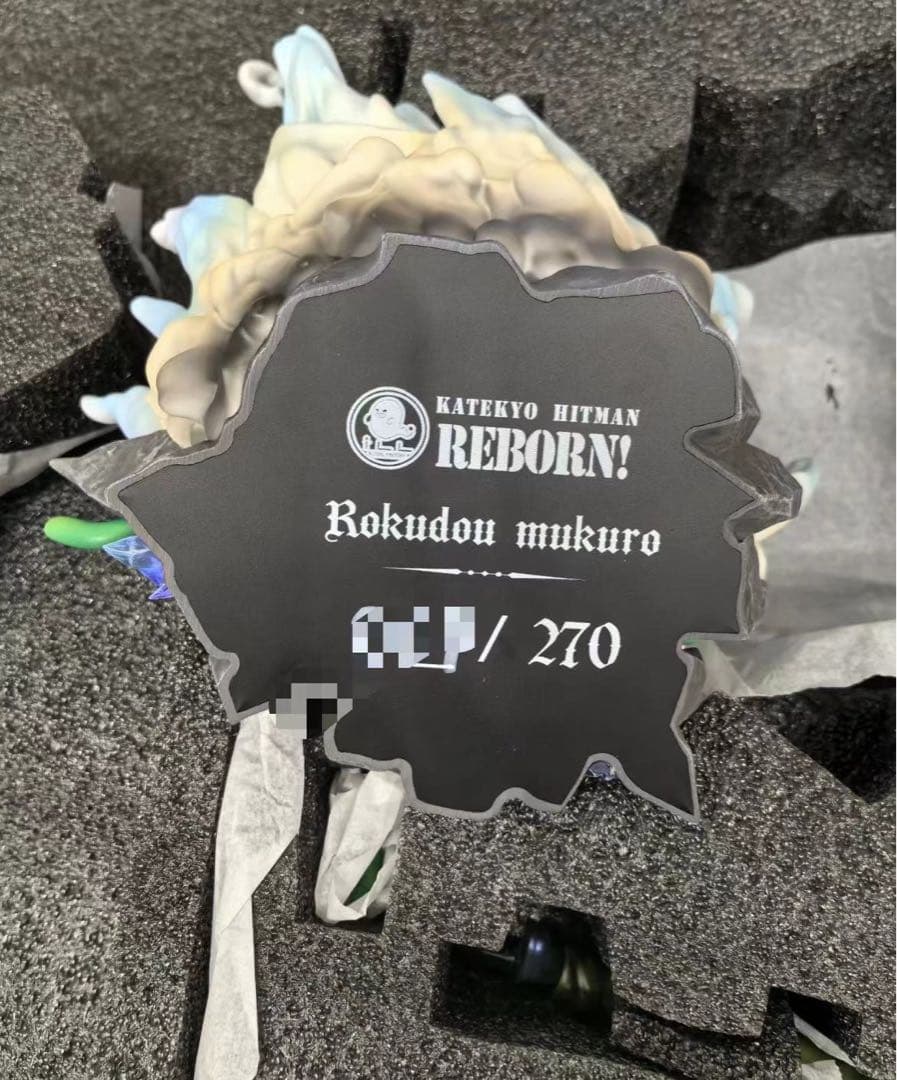 KATEKYO HITMAN
REBORN!
Rokudou mukuro
/ 270